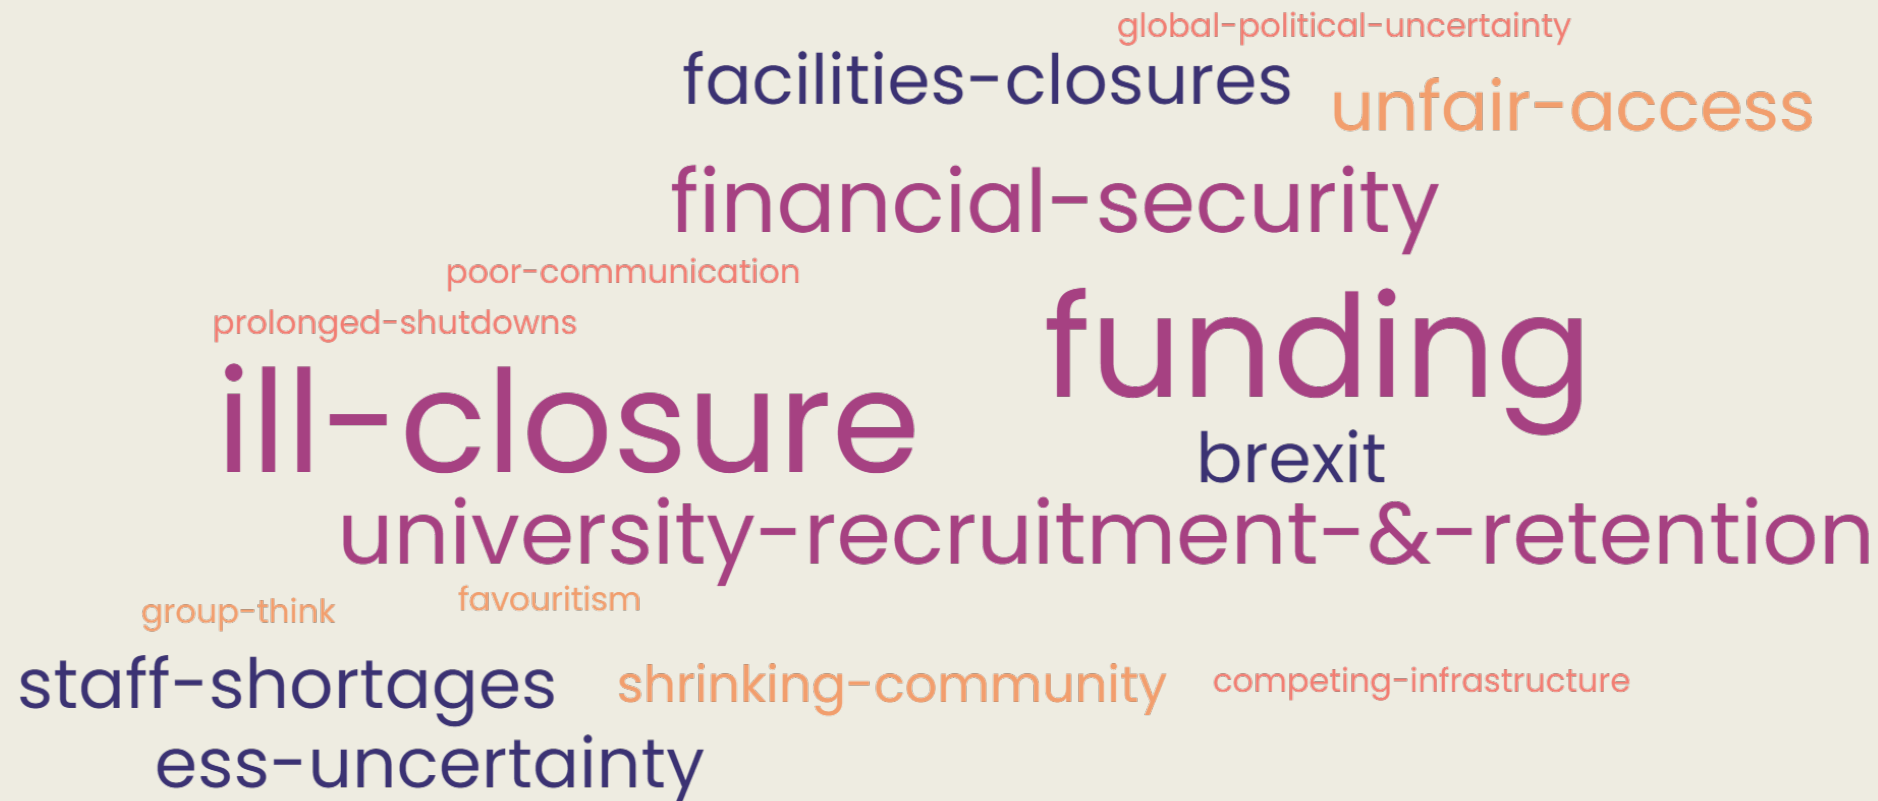 global-political-uncertainty
facilities-closures
unfair-access
financial-security
poor-communication
prolonged-shutdowns
funding
ill-closure
brexit
university-recruitment-&-retention
group-think
favouritism
staff-shortages
shrinking-community
competing-infrastructure
ess-uncertainty